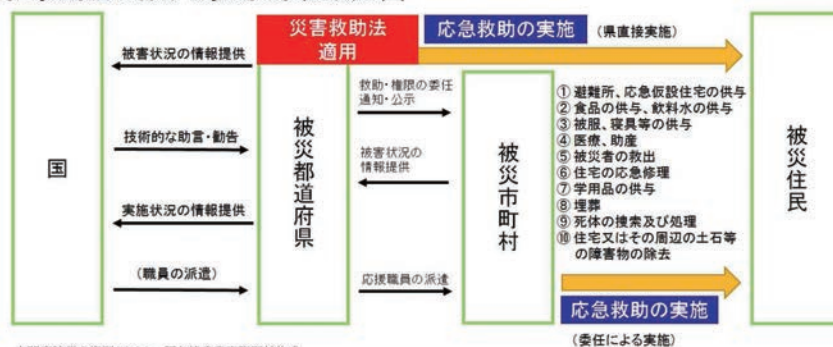 災害救助法
適用
応急救助の実施
(県直接実施)
被害状況の情報提供
技術的な助言・勧告
実施状況の情報提供
(職員の派遣)
国
被災都道府県
救助・権限の委任
通知・公示
被害状況の
情報提供
応援職員の派遣
被災市町村
① 避難所、応急仮設住宅の供与
② 食品の供与、飲料水の供与
③ 被服、寝具等の供与
④ 医療、助産
⑤ 被災者の救出
⑥ 住宅の応急修理
⑦ 学用品の供与
⑧ 埋葬
⑨ 死体の捜索及び処理
⑩ 住宅又はその周辺の土石等
の障害物の除去
応急救助の実施
(委任による実施)
被災住民